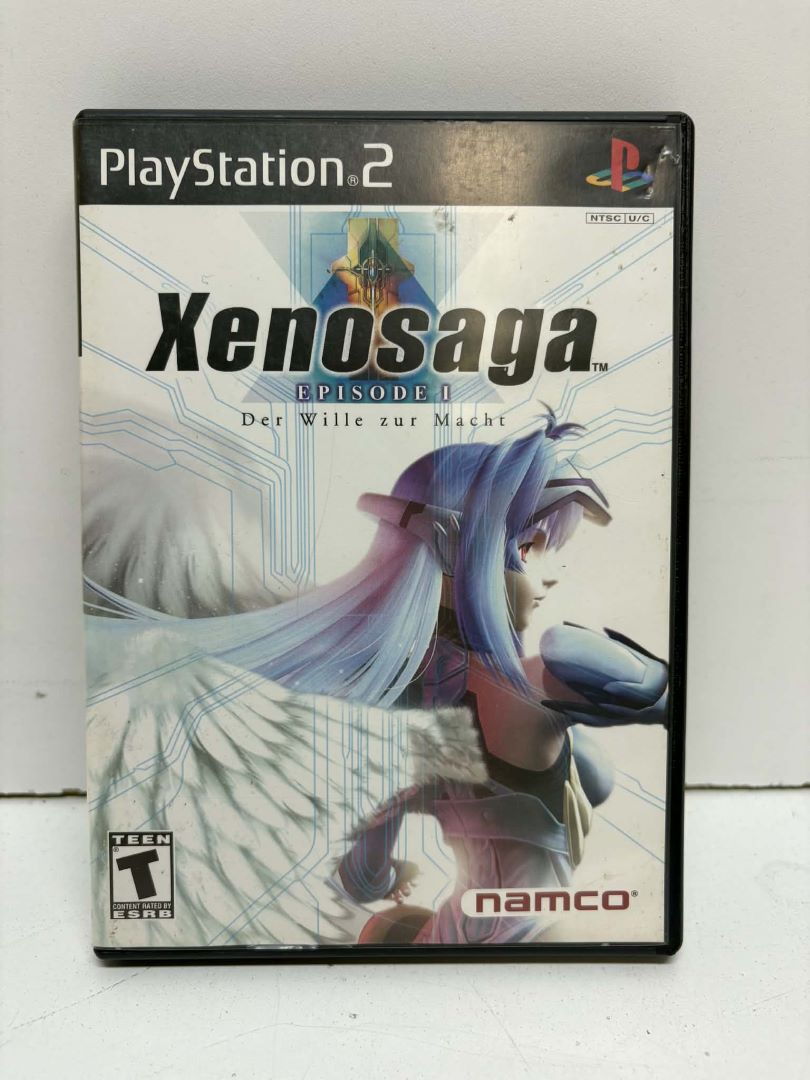 PlayStation®2
NTSC U/C
Xenosaga™
EPISODE I
Der Wille zur Macht
TEEN
T
®
CONTENT RATED BY
ESRB
namco®